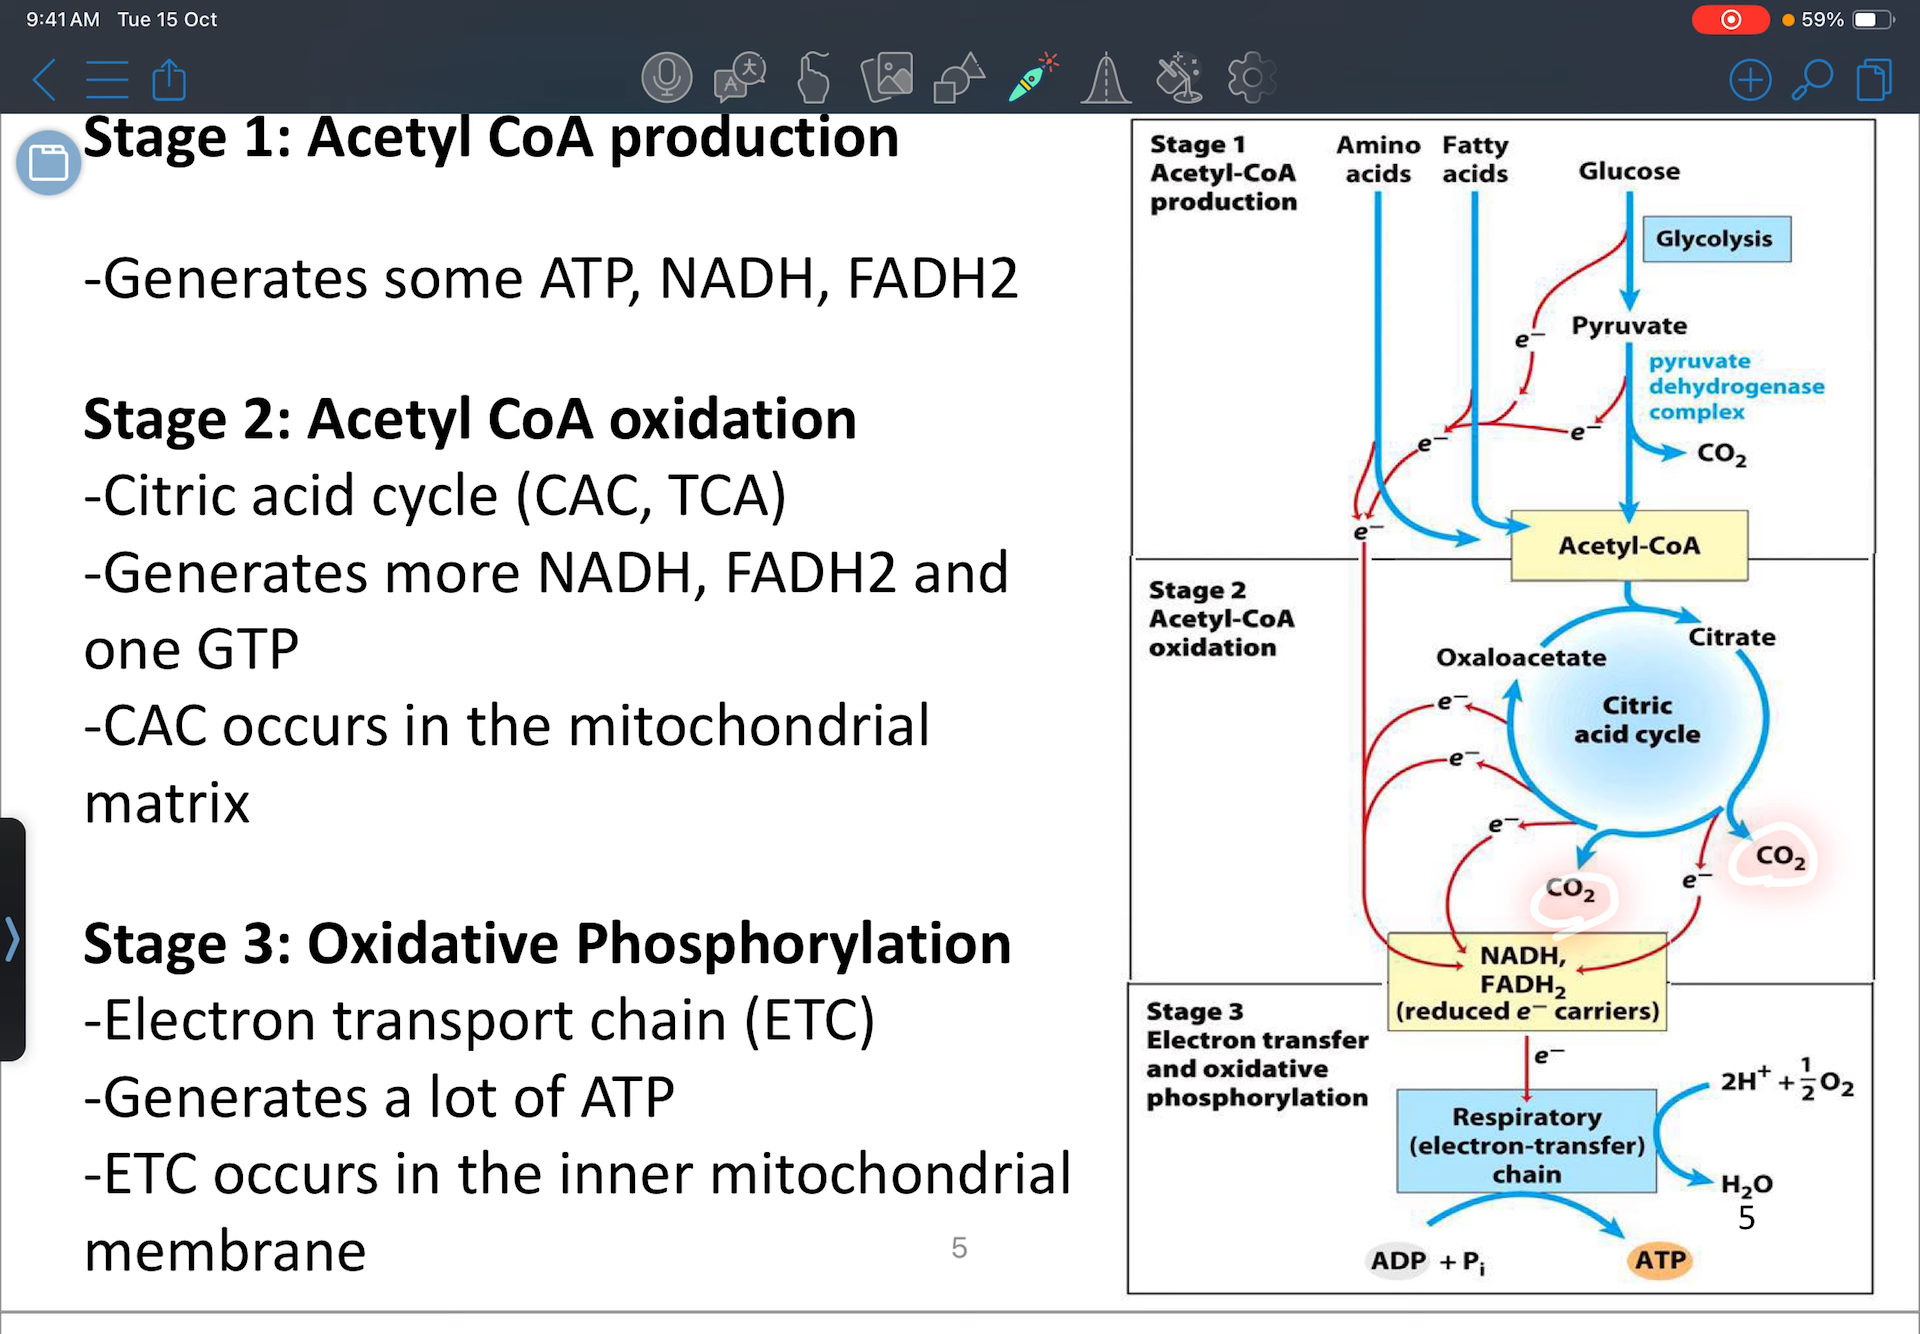 9:41 AM Tue 15 Oct
59%
Stage 1: Acetyl CoA production
-Generates some ATP, NADH, FADH2
Stage 2: Acetyl CoA oxidation
-Citric acid cycle (CAC, TCA)
-Generates more NADH, FADH2 and
one GTP
-CAC occurs in the mitochondrial
matrix
Stage 3: Oxidative Phosphorylation
-Electron transport chain (ETC)
-Generates a lot of ATP
-ETC occurs in the inner mitochondrial
membrane
5
Stage 1
Acetyl-CoA
production
Amino
acids
Fatty
acids
Glucose
Glycolysis
e⁻
Pyruvate
pyruvate
dehydrogenase
complex
e⁻
e⁻
CO₂
e⁻
Acetyl-CoA
Stage 2
Acetyl-CoA
oxidation
Citrate
Oxaloacetate
Citric
acid cycle
e⁻
e⁻
e⁻
CO₂
e⁻
CO₂
NADH,
FADH₂
(reduced e⁻ carriers)
Stage 3
Electron transfer
and oxidative
phosphorylation
e⁻
2H⁺ + ½O₂
Respiratory
(electron-transfer)
chain
H₂O
5
ADP + Pᵢ
ATP